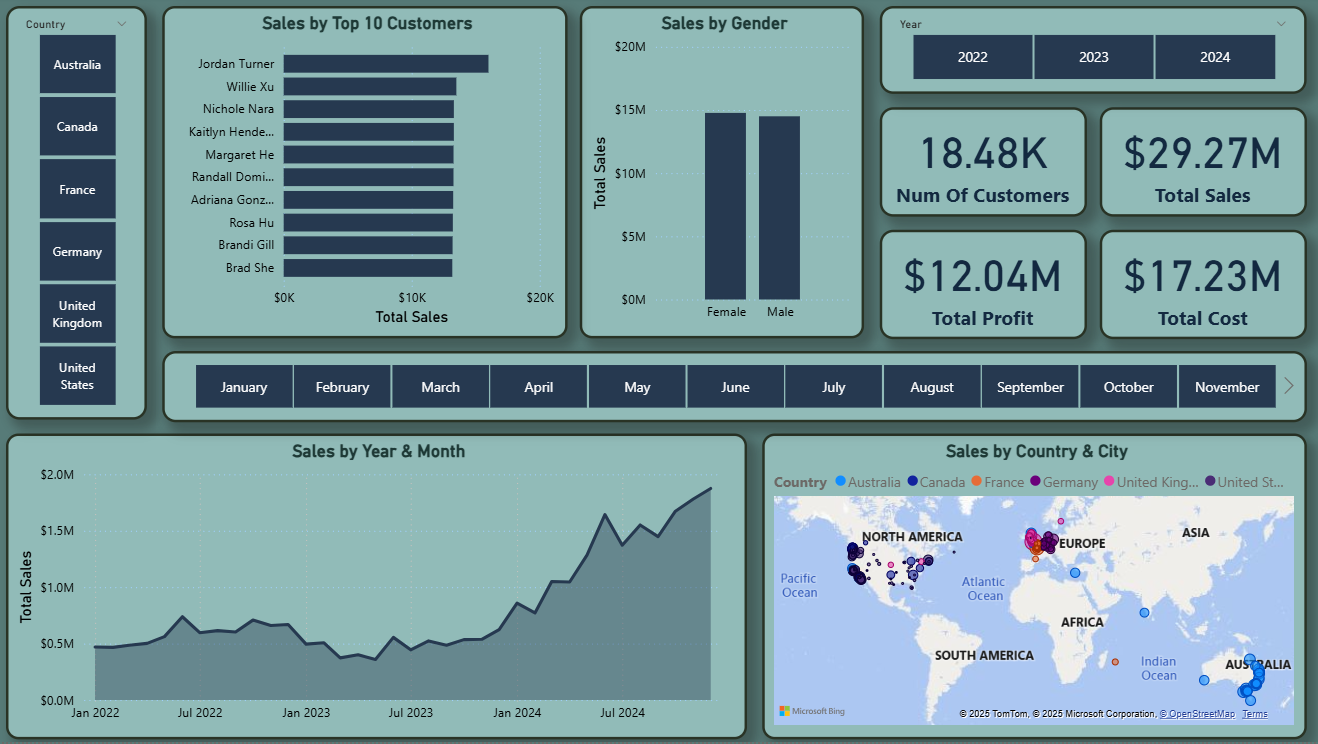 Country
Australia
Canada
France
Germany
United
Kingdom
United
States
Sales by Top 10 Customers
Jordan Turner
Willie Xu
Nichole Nara
Kaitlyn Hende...
Margaret He
Randall Domi...
Adriana Gonz...
Rosa Hu
Brandi Gill
Brad She
$0K $10K $20K
Total Sales
Sales by Gender
$20M
$15M
$10M
$5M
$0M
Total Sales
Female Male
Year
2022 2023 2024
18.48K
Num Of Customers
$29.27M
Total Sales
$12.04M
Total Profit
$17.23M
Total Cost
January February March April May June July August September October November
Sales by Year & Month
$2.0M
$1.5M
$1.0M
$0.5M
$0.0M
Total Sales
Jan 2022 Jul 2022 Jan 2023 Jul 2023 Jan 2024 Jul 2024
Sales by Country & City
Country Australia Canada France Germany United King... United St...
NORTH AMERICA
EUROPE
ASIA
Pacific
Ocean
Atlantic
Ocean
AFRICA
SOUTH AMERICA
Indian
Ocean
AUSTRALIA
Microsoft Bing
© 2025 TomTom, © 2025 Microsoft Corporation, © OpenStreetMap Terms